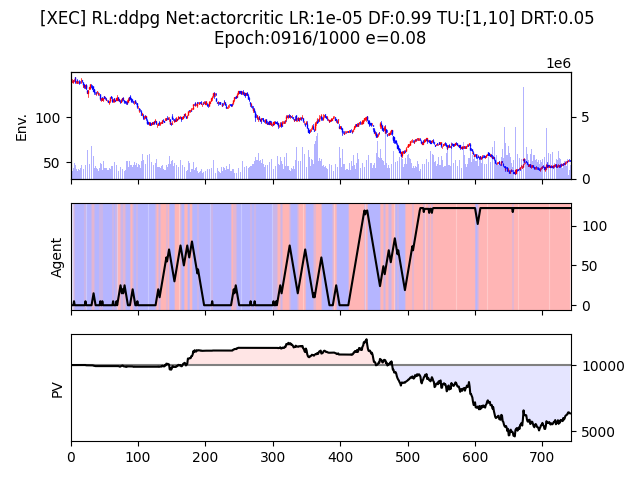 [XEC] RL:ddpg Net:actorcritic LR:1e-05 DF:0.99 TU:[1,10] DRT:0.05
Epoch:0916/1000 e=0.08
1e6
Env.
100
50
5
0
Agent
100
50
0
PV
10000
5000
0 100 200 300 400 500 600 700